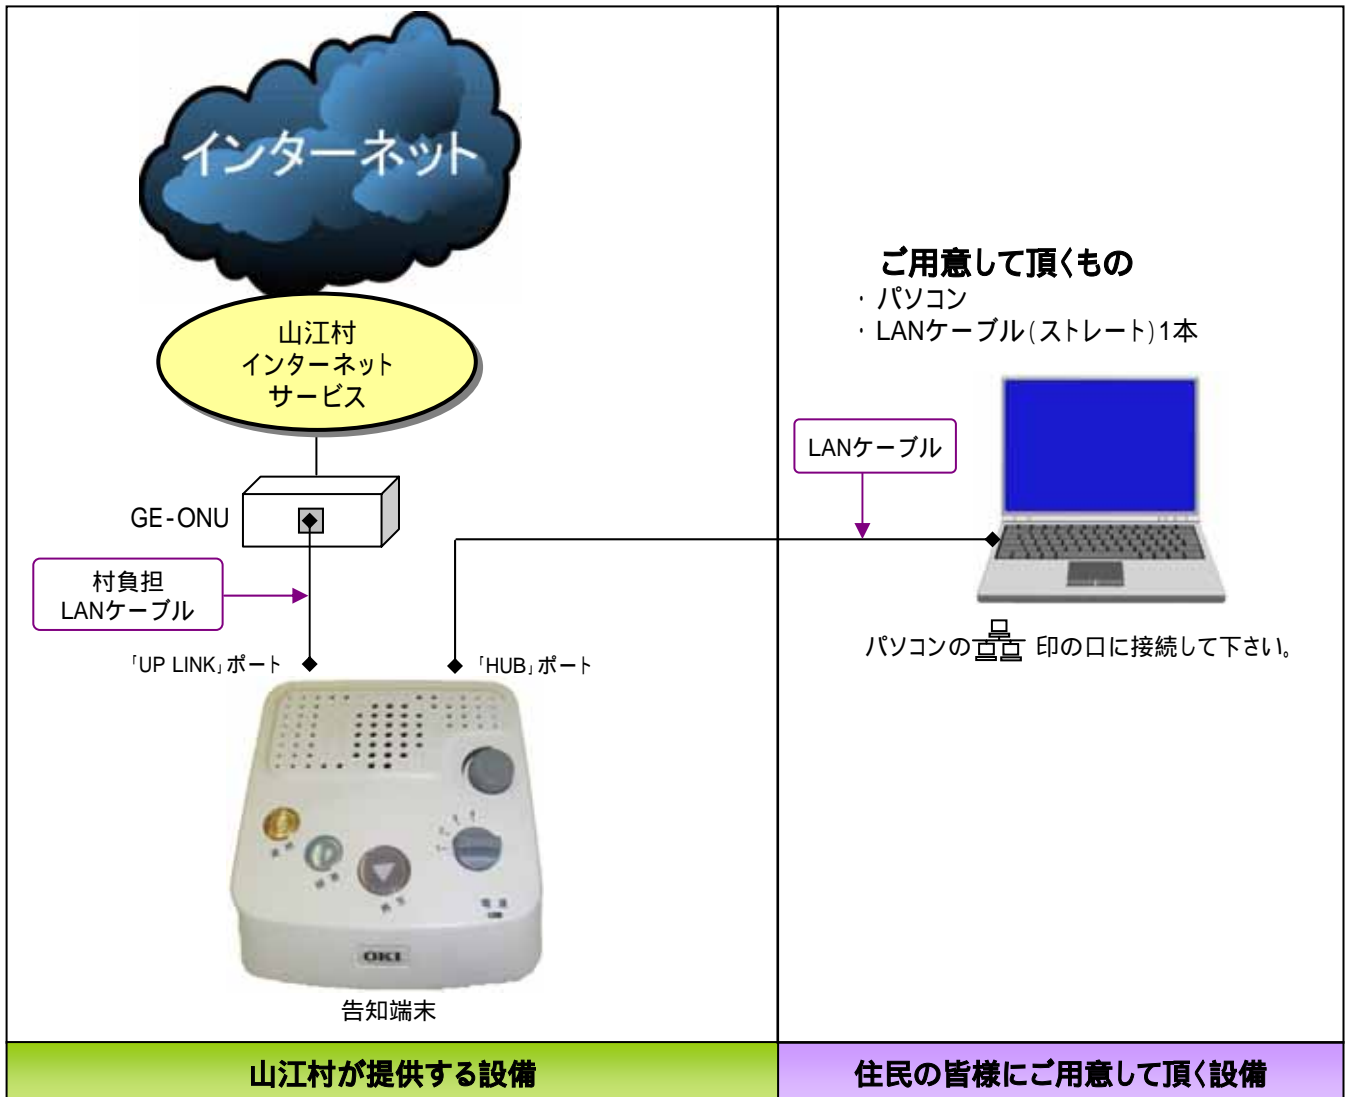 インターネット
山江村
インターネット
サービス
GE-ONU
村負担
LANケーブル
「UP LINK」ポート
「HUB」ポート
OKI
告知端末
山江村が提供する設備
ご用意して頂くもの
・パソコン
・LANケーブル(ストレート)1本
LANケーブル
パソコンの 印の口に接続して下さい。
住民の皆様にご用意して頂く設備